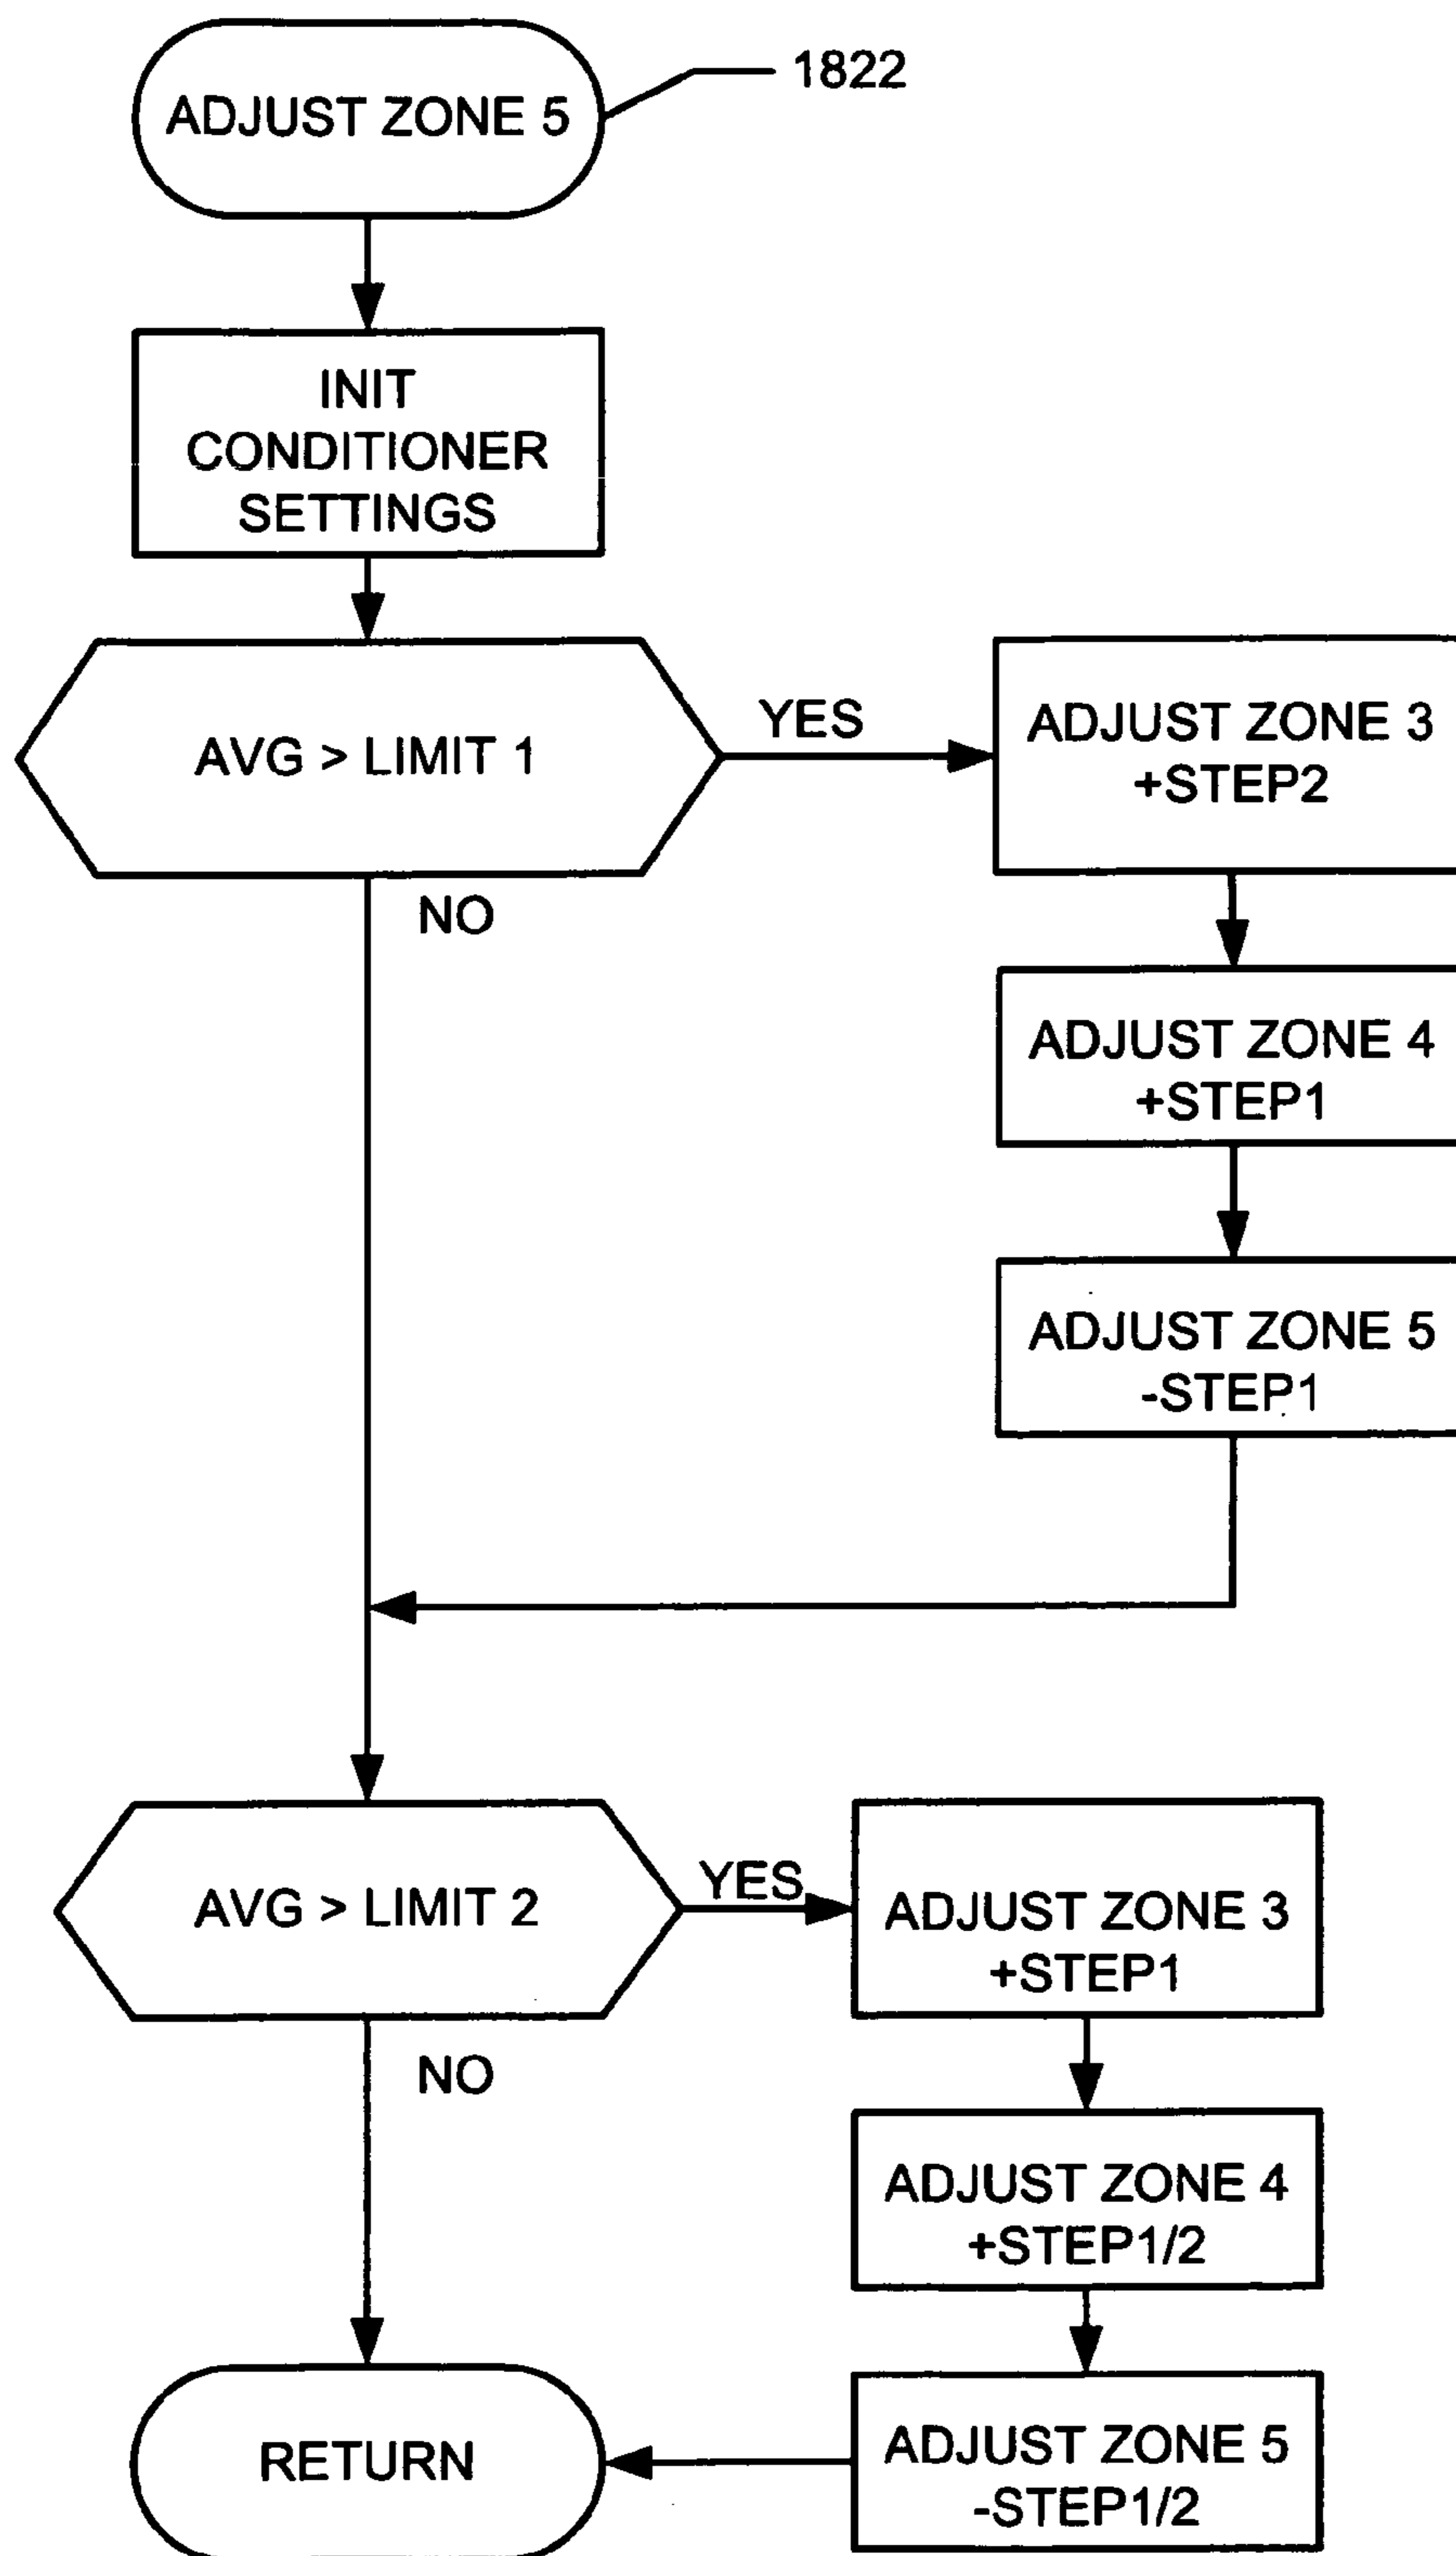 ADJUST ZONE 5
1822
INIT
CONDITIONER
SETTINGS
AVG > LIMIT 1
YES
NO
ADJUST ZONE 3
+STEP2
ADJUST ZONE 4
+STEP1
ADJUST ZONE 5
-STEP1
AVG > LIMIT 2
YES
NO
ADJUST ZONE 3
+STEP1
ADJUST ZONE 4
+STEP1/2
ADJUST ZONE 5
-STEP1/2
RETURN